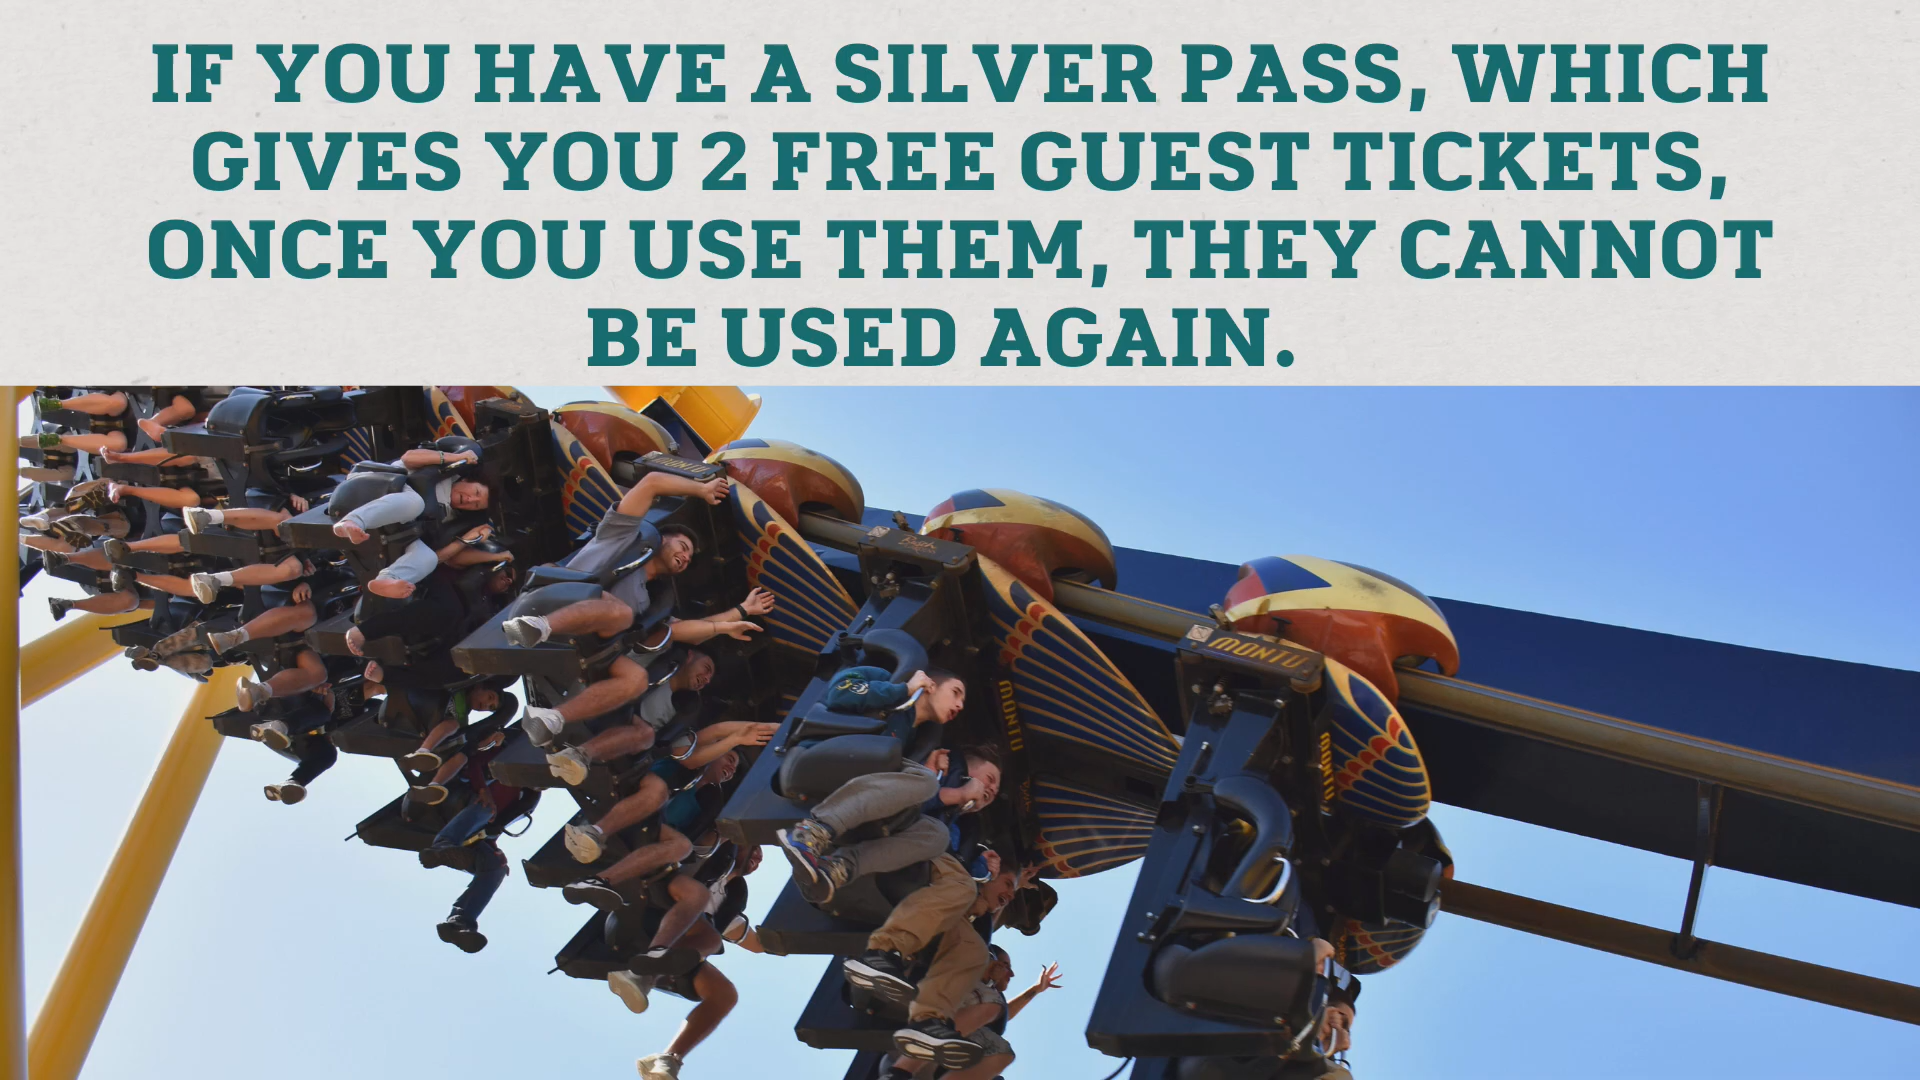 IF YOU HAVE A SILVER PASS, WHICH
GIVES YOU 2 FREE GUEST TICKETS,
ONCE YOU USE THEM, THEY CANNOT
BE USED AGAIN.
MONTU
MONTU
MONTU
MONTU